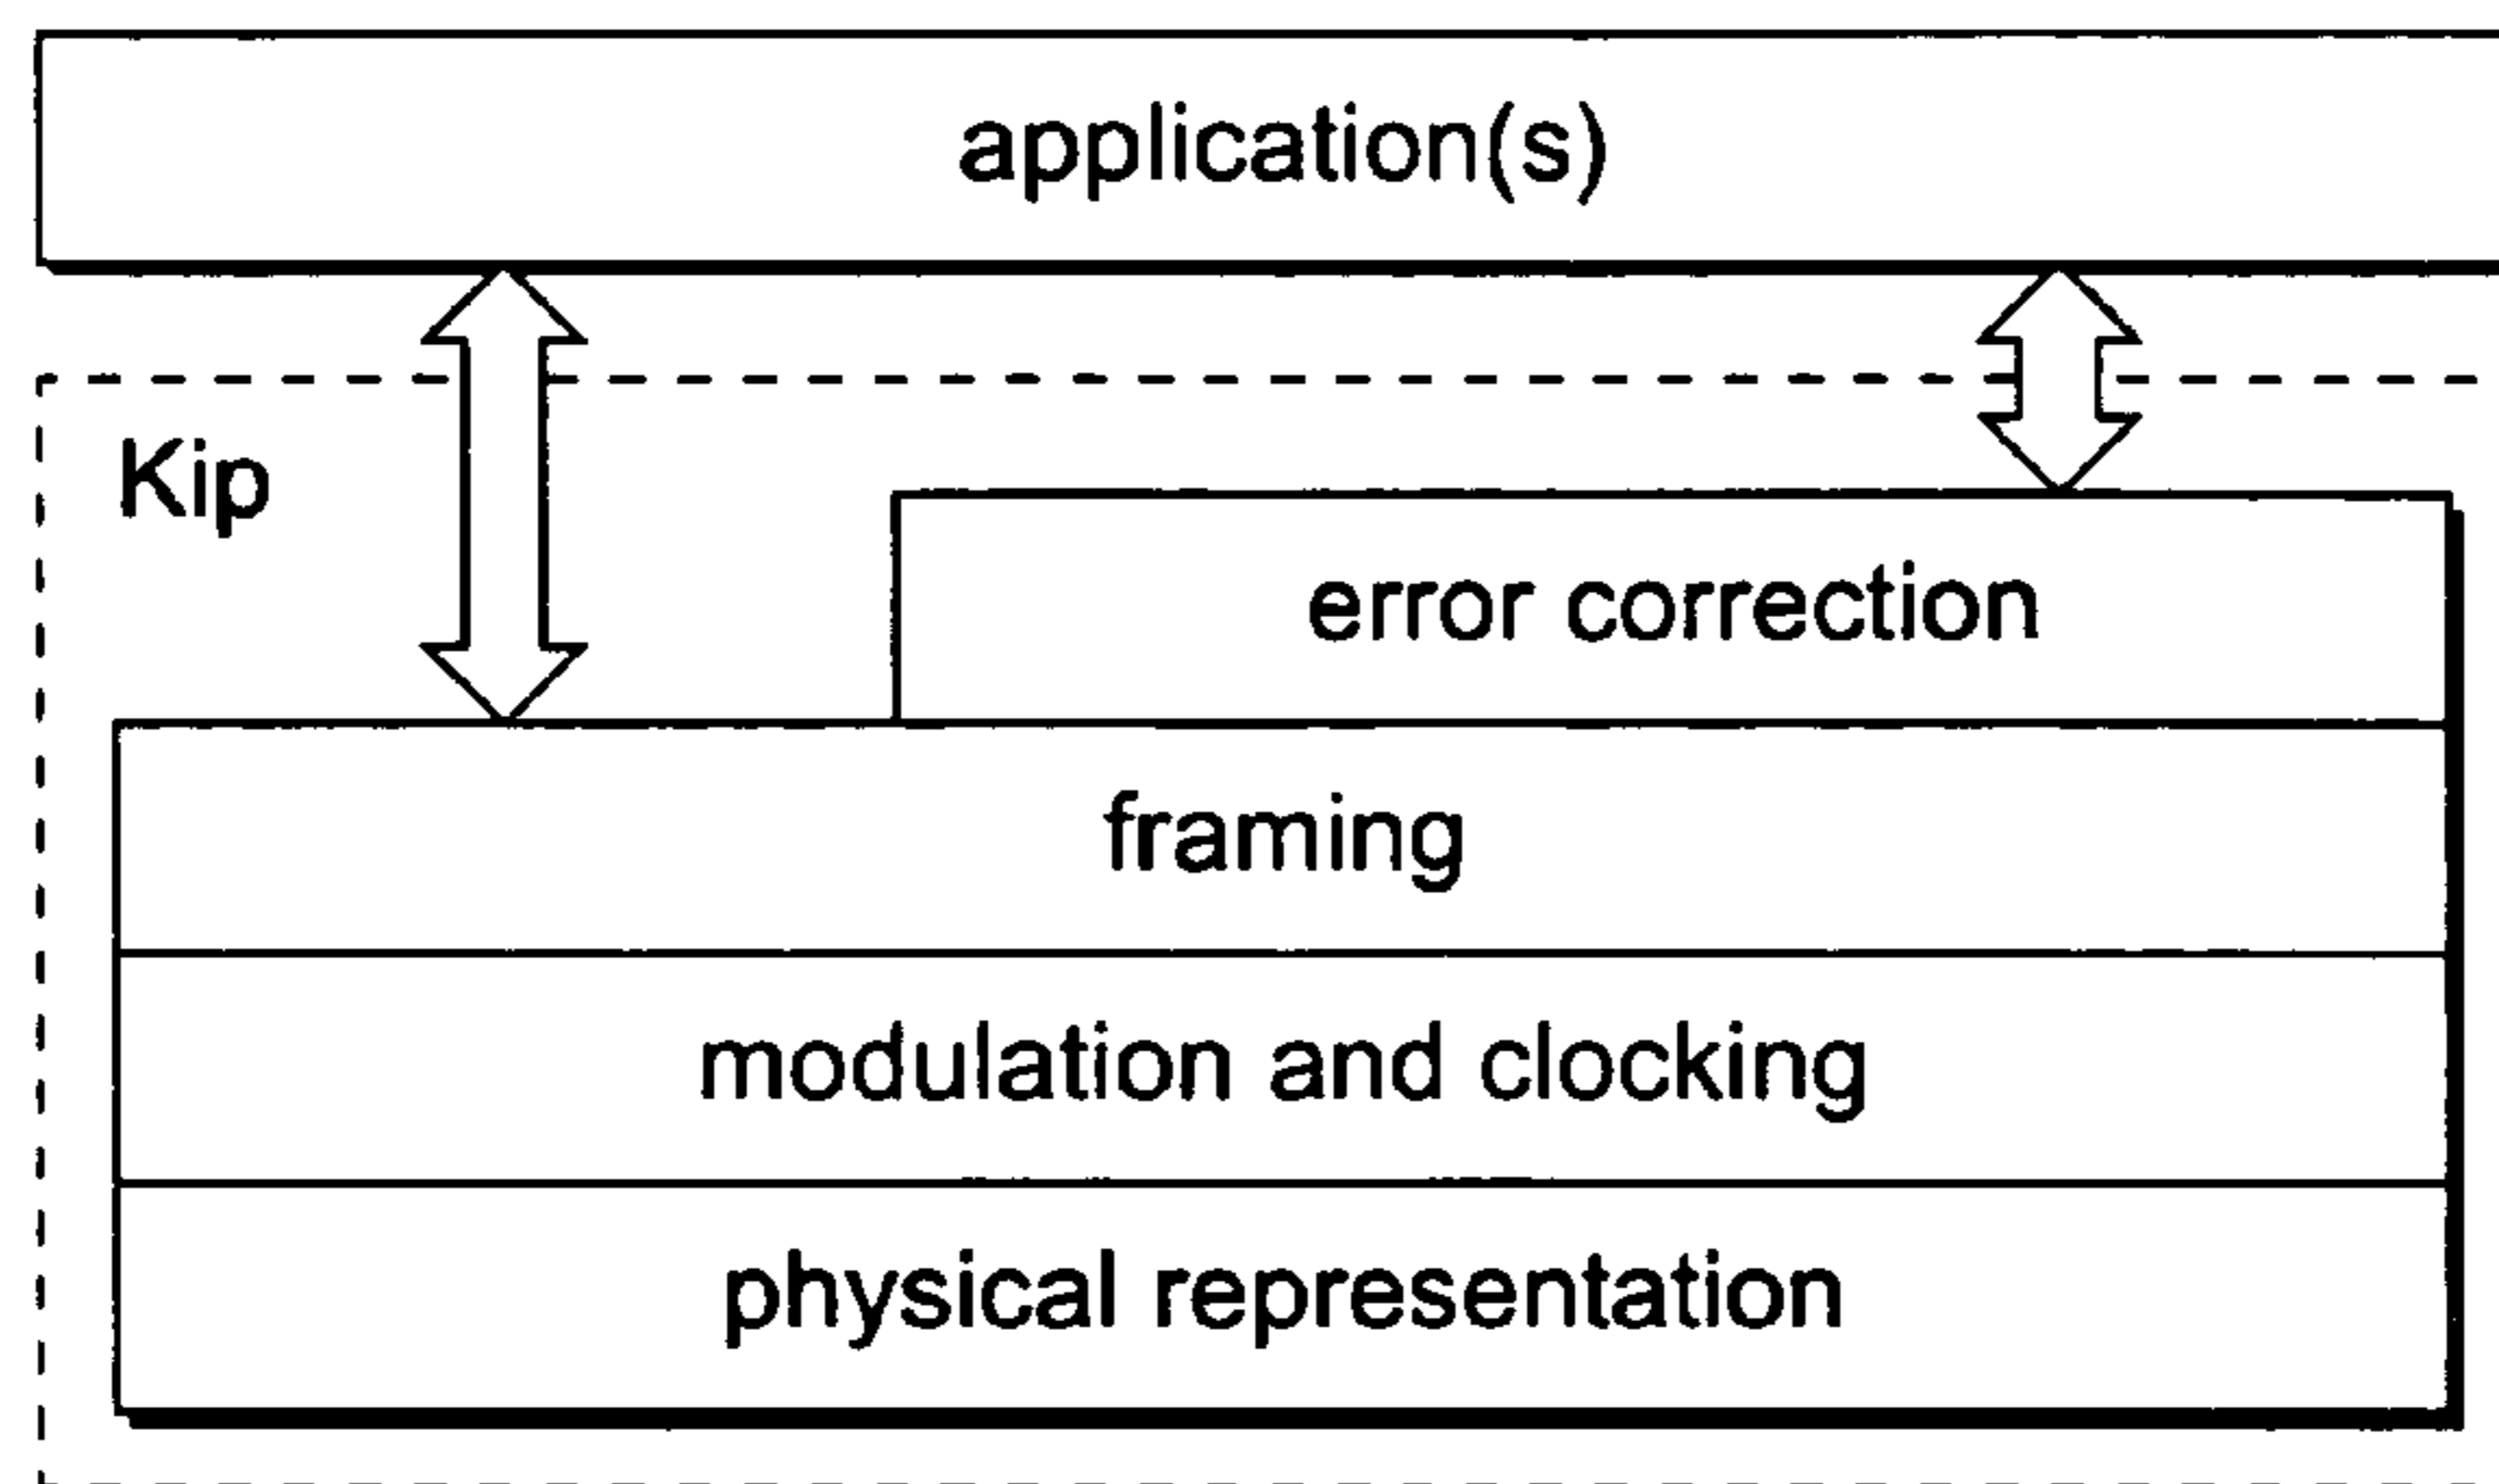 application(s)
Kip
error correction
framing
modulation and clocking
physical representation